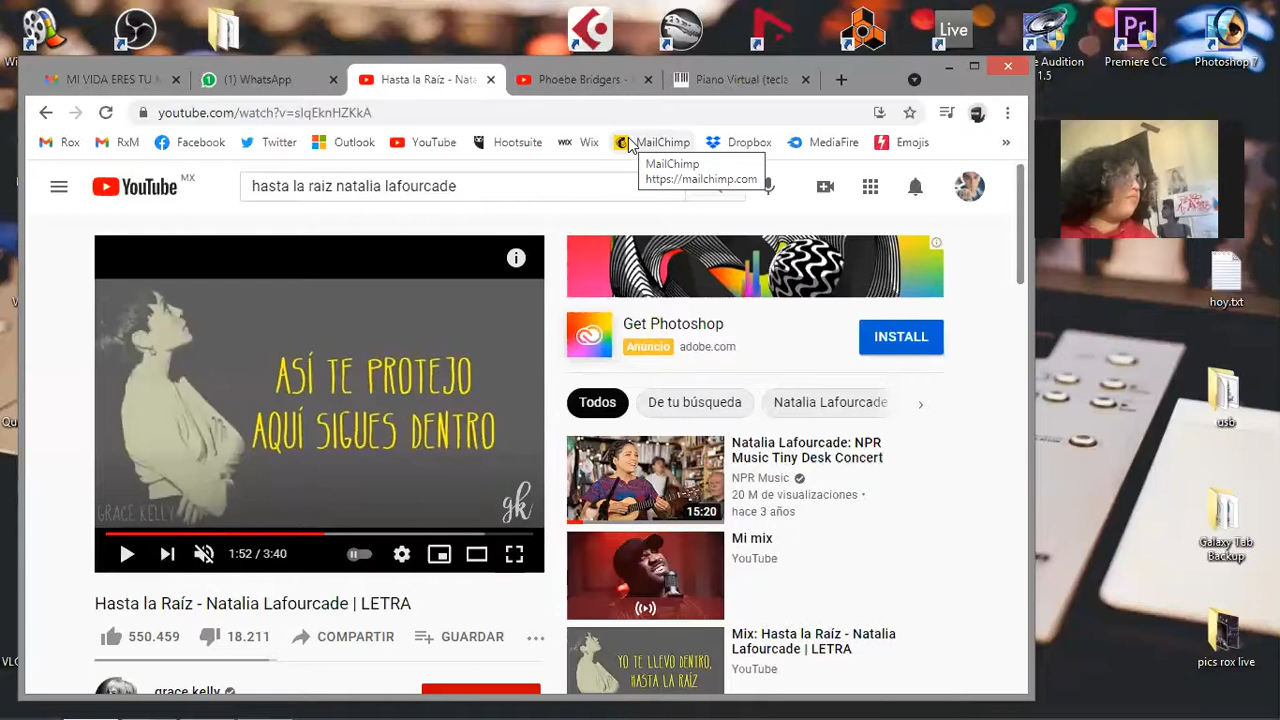 Live
Audition
1.5
Premiere CC
Photoshop 7
MI VIDA ERES TU
(1) WhatsApp
Hasta la Raíz - Nata
Phoebe Bridgers -
Piano Virtual (tecla
youtube.com/watch?v=slqEknHZKkA
Rox
RxM
Facebook
Twitter
Outlook
YouTube
Hootsuite
WIX
Wix
MailChimp
Dropbox
MediaFire
Emojis
MailChimp
https://mailchimp.com
YouTube MX
hasta la raiz natalia lafourcade
ASÍ TE PROTEJO
AQUÍ SIGUES DENTRO
GRACE KELLY
gk
1:52 / 3:40
Hasta la Raíz - Natalia Lafourcade | LETRA
550.459
18.211
COMPARTIR
GUARDAR
grace kelly
Get Photoshop
Anuncio adobe.com
INSTALL
Todos
De tu búsqueda
Natalia Lafourcade
Natalia Lafourcade: NPR
Music Tiny Desk Concert
NPR Music
20 M de visualizaciones •
hace 3 años
15:20
Mi mix
YouTube
Mix: Hasta la Raíz - Natalia
Lafourcade | LETRA
YouTube
YO TE LLEVO DENTRO,
HASTA LA RAÍZ
hoy.txt
usb
Galaxy Tab
Backup
pics rox live